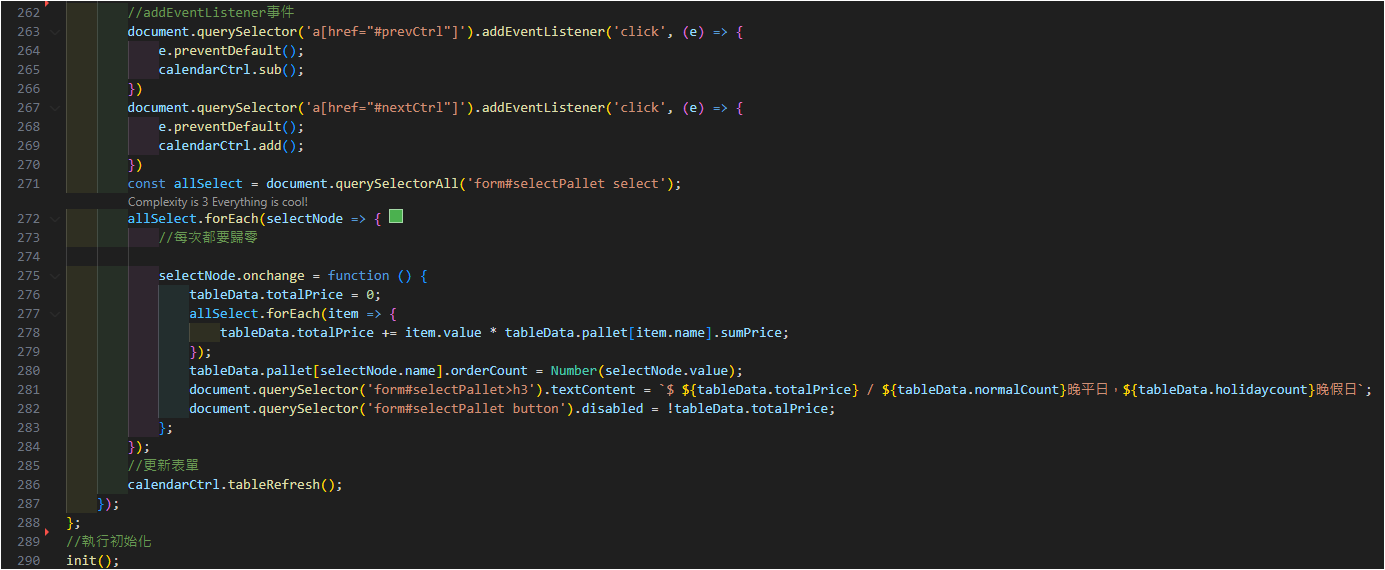 262 //addEventListener事件
263 document.querySelector('a[href="#prevCtrl"]').addEventListener('click', (e) => {
264 e.preventDefault();
265 calendarCtrl.sub();
266 })
267 document.querySelector('a[href="#nextCtrl"]').addEventListener('click', (e) => {
268 e.preventDefault();
269 calendarCtrl.add();
270 })
271 const allSelect = document.querySelectorAll('form#selectPallet select');
Complexity is 3 Everything is cool!
272 allSelect.forEach(selectNode => {
273 //每次都要歸零
274
275 selectNode.onchange = function () {
276 tableData.totalPrice = 0;
277 allSelect.forEach(item => {
278 tableData.totalPrice += item.value * tableData.pallet[item.name].sumPrice;
279 });
280 tableData.pallet[selectNode.name].orderCount = Number(selectNode.value);
281 document.querySelector('form#selectPallet>h3').textContent = `$ ${tableData.totalPrice} / ${tableData.normalCount}晚平日，${tableData.holidaycount}晚假日`;
282 document.querySelector('form#selectPallet button').disabled = !tableData.totalPrice;
283 };
284 });
285 //更新表單
286 calendarCtrl.tableRefresh();
287 });
288 };
289 //執行初始化
290 init();